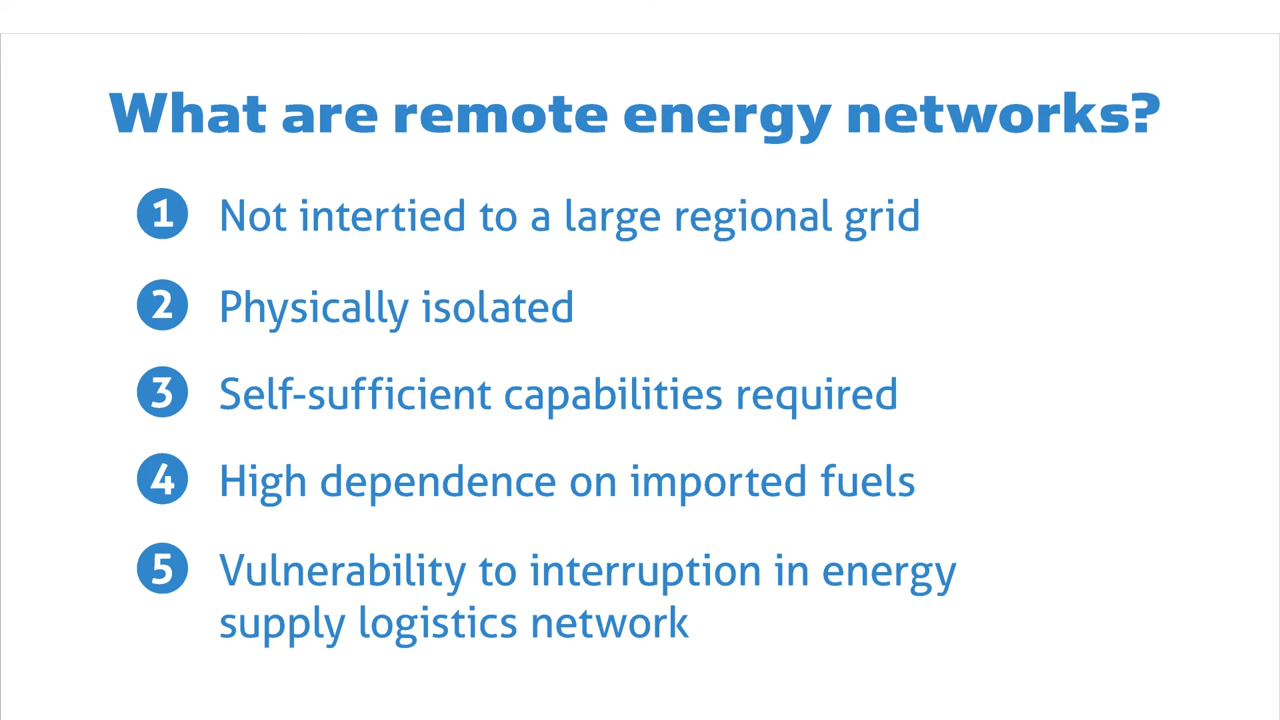 What are remote energy networks?
1 Not intertied to a large regional grid
2 Physically isolated
3 Self-sufficient capabilities required
4 High dependence on imported fuels
5 Vulnerability to interruption in energy
supply logistics network